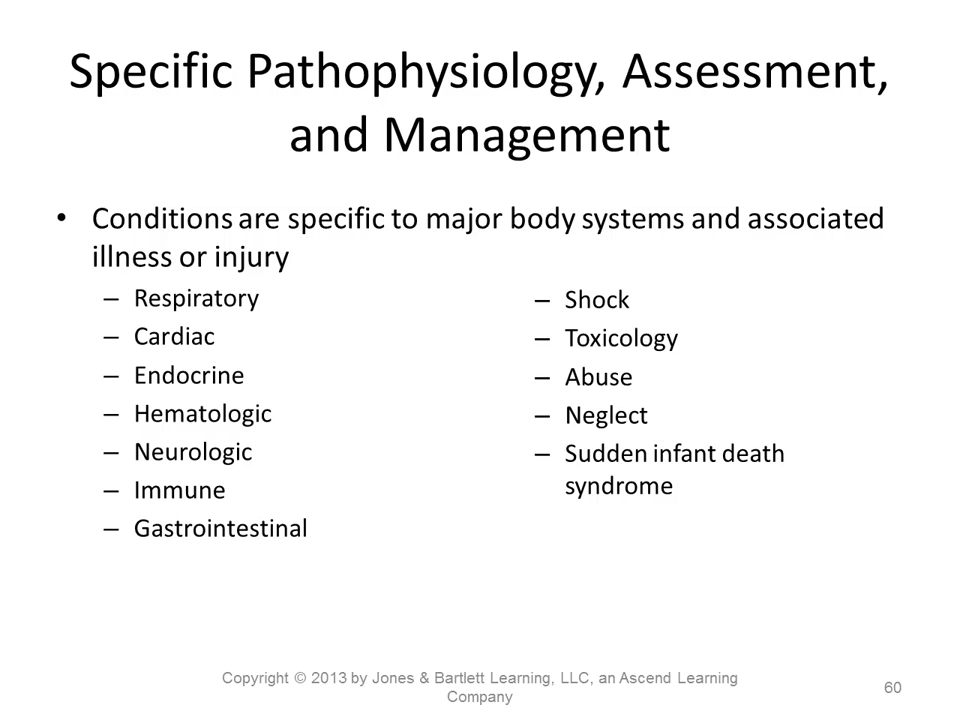 Specific Pathophysiology, Assessment,
and Management
• Conditions are specific to major body systems and associated
illness or injury
– Respiratory
– Cardiac
– Endocrine
– Hematologic
– Neurologic
– Immune
– Gastrointestinal
– Shock
– Toxicology
– Abuse
– Neglect
– Sudden infant death
syndrome
Copyright © 2013 by Jones & Bartlett Learning, LLC, an Ascend Learning
Company
60